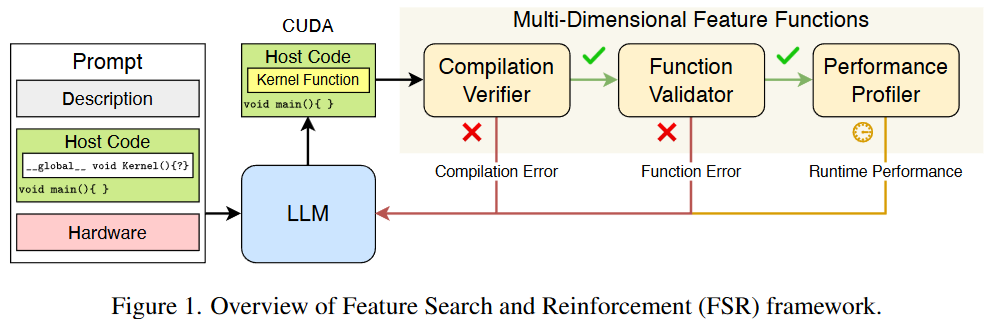 CUDA
Multi-Dimensional Feature Functions
Prompt
Description
Host Code
__global__ void Kernel(){?}
void main(){ }
Hardware
Host Code
Kernel Function
void main(){ }
LLM
Compilation
Verifier
Function
Validator
Performance
Profiler
Compilation Error
Function Error
Runtime Performance
Figure 1. Overview of Feature Search and Reinforcement (FSR) framework.